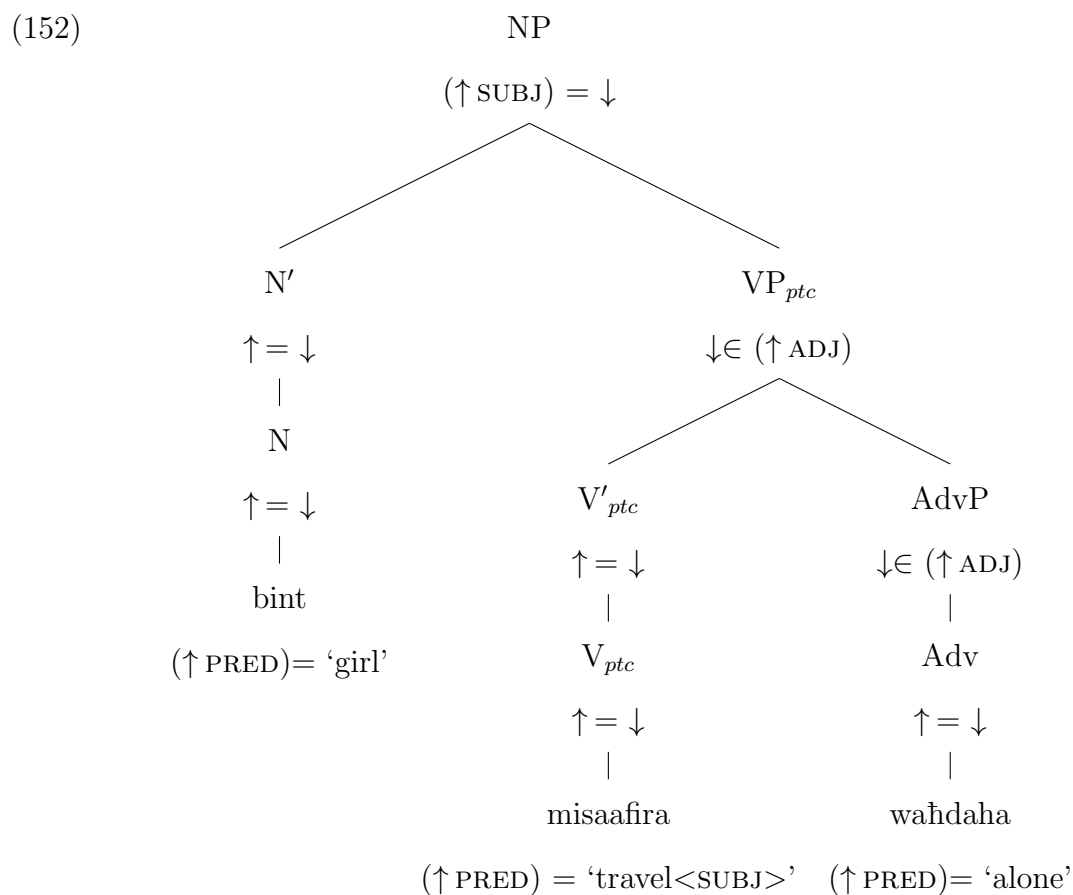 (152) NP
(↑ SUBJ) = ↓
N′ VP_ptc
↑ = ↓ ↓∈ (↑ ADJ)
N
↑ = ↓ V′_ptc AdvP
bint ↑ = ↓ ↓∈ (↑ ADJ)
(↑ PRED)= ‘girl’ V_ptc Adv
↑ = ↓ ↑ = ↓
misaafira waħdaha
(↑ PRED) = ‘travel<SUBJ>’ (↑ PRED)= ‘alone’